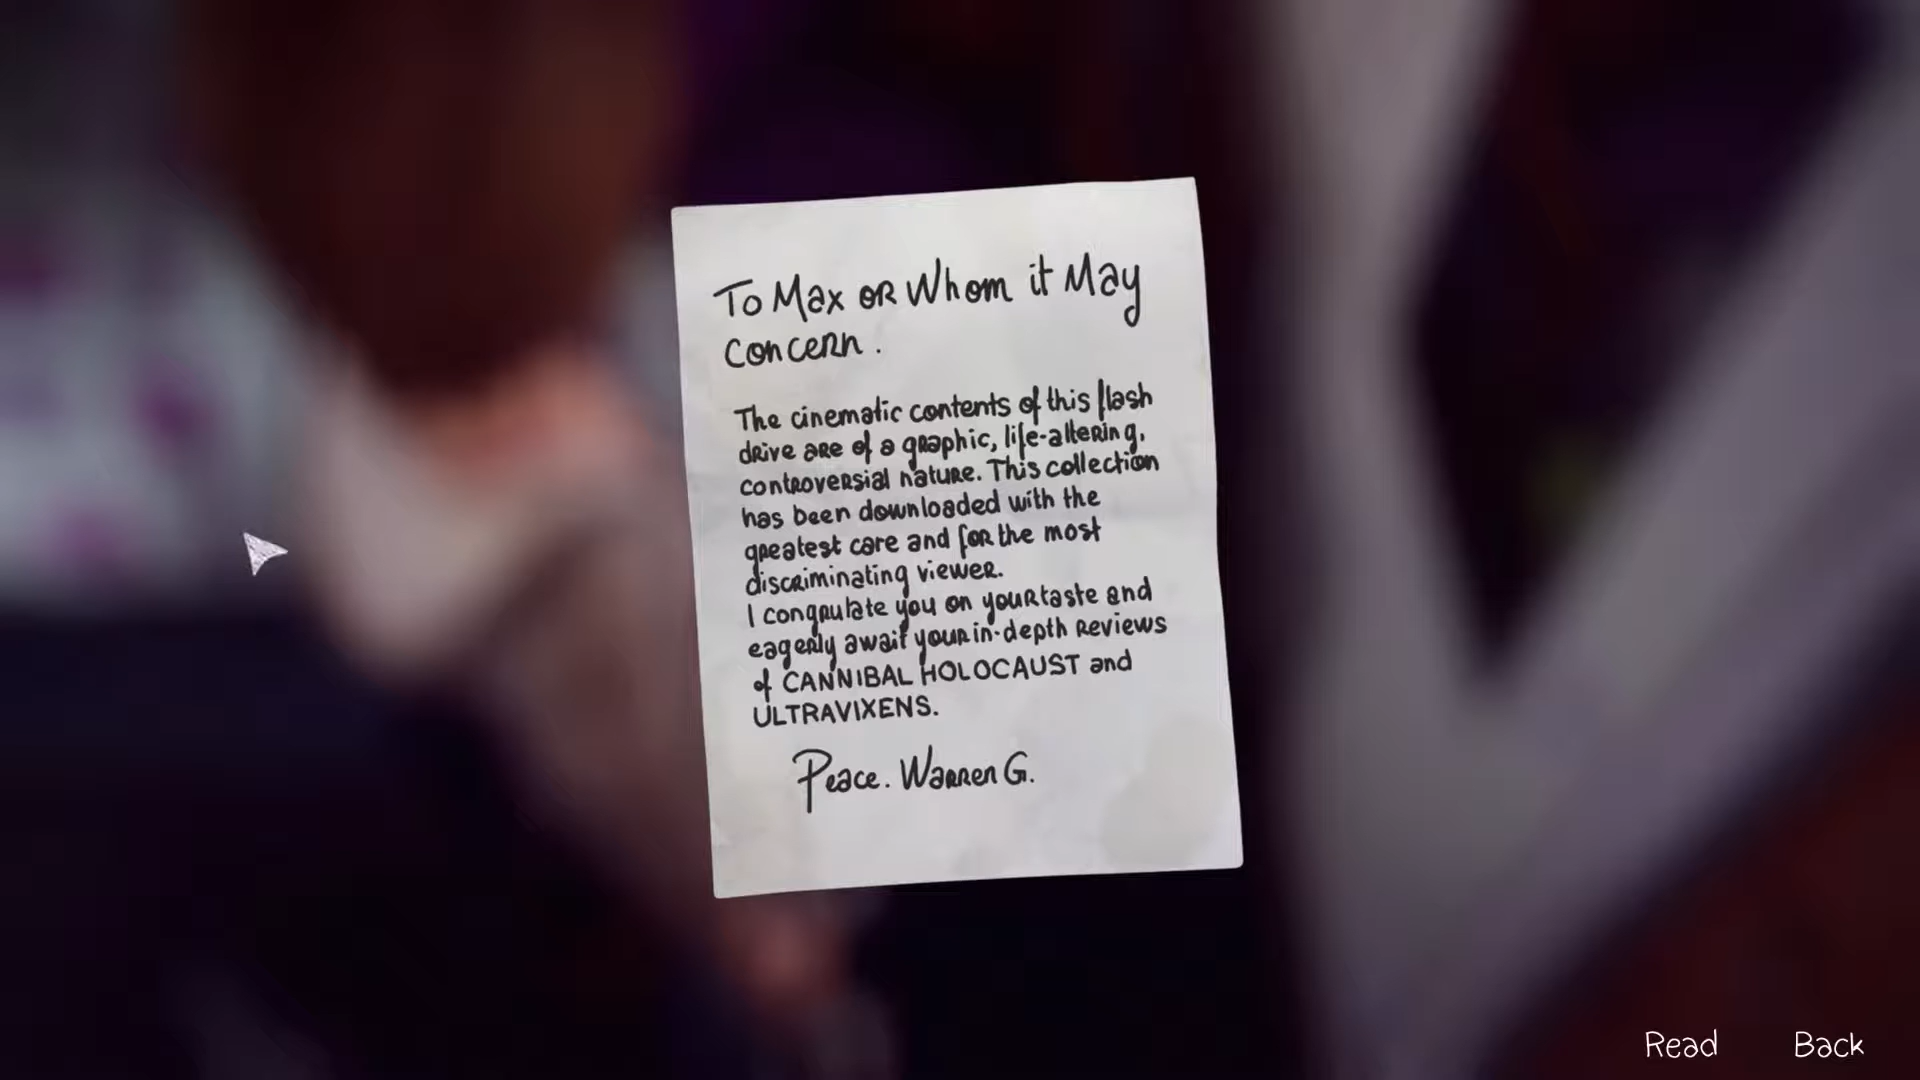 To Max or Whom it May
concern.
The cinematic contents of this flash
drive are of a graphic, life-altering,
controversial nature. This collection
has been downloaded with the
greatest care and for the most
discriminating viewer.
I congrulate you on your taste and
eagerly await your in-depth reviews
of CANNIBAL HOLOCAUST and
ULTRAVIXENS.
Peace. Warren G.
Read
Back